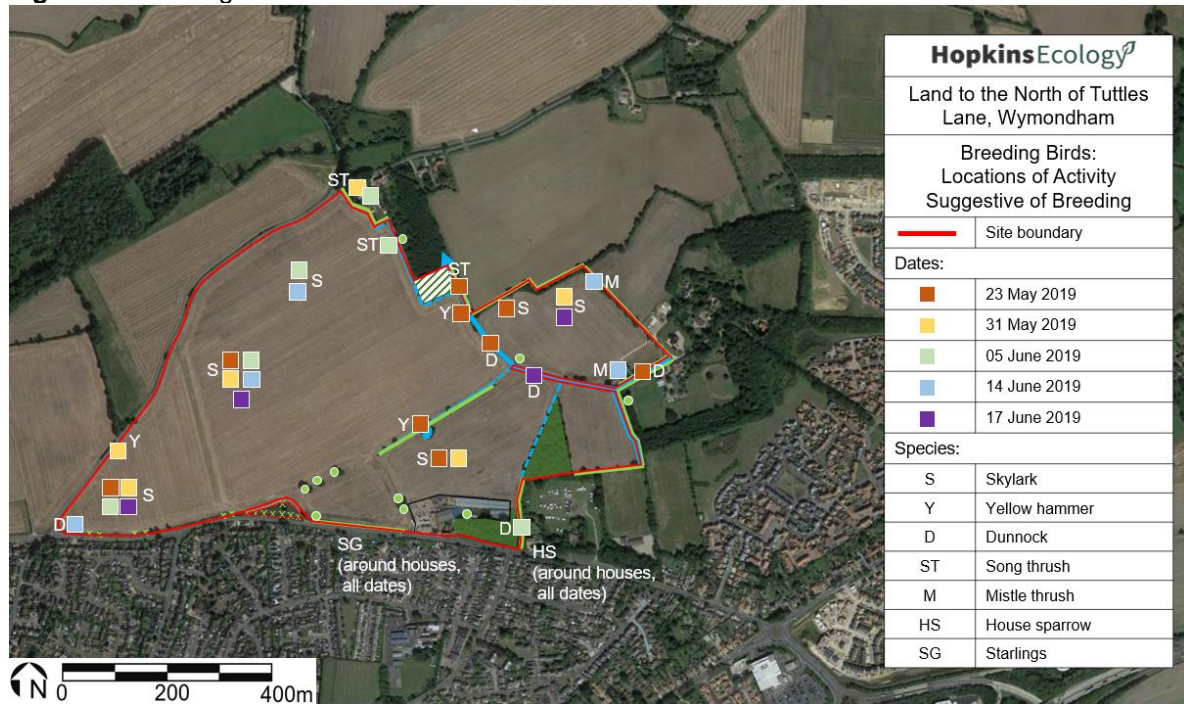 HopkinsEcology
Land to the North of Tuttles
Lane, Wymondham
Breeding Birds:
Locations of Activity
Suggestive of Breeding
Site boundary
Dates:
23 May 2019
31 May 2019
05 June 2019
14 June 2019
17 June 2019
Species:
S Skylark
Y Yellow hammer
D Dunnock
ST Song thrush
M Mistle thrush
HS House sparrow
SG Starlings
ST
ST
S
ST
M
S
S
Y
D
S
M
D
D
Y
Y
S
S
D
D
SG
(around houses,
all dates)
HS
(around houses,
all dates)
N
0 200 400m